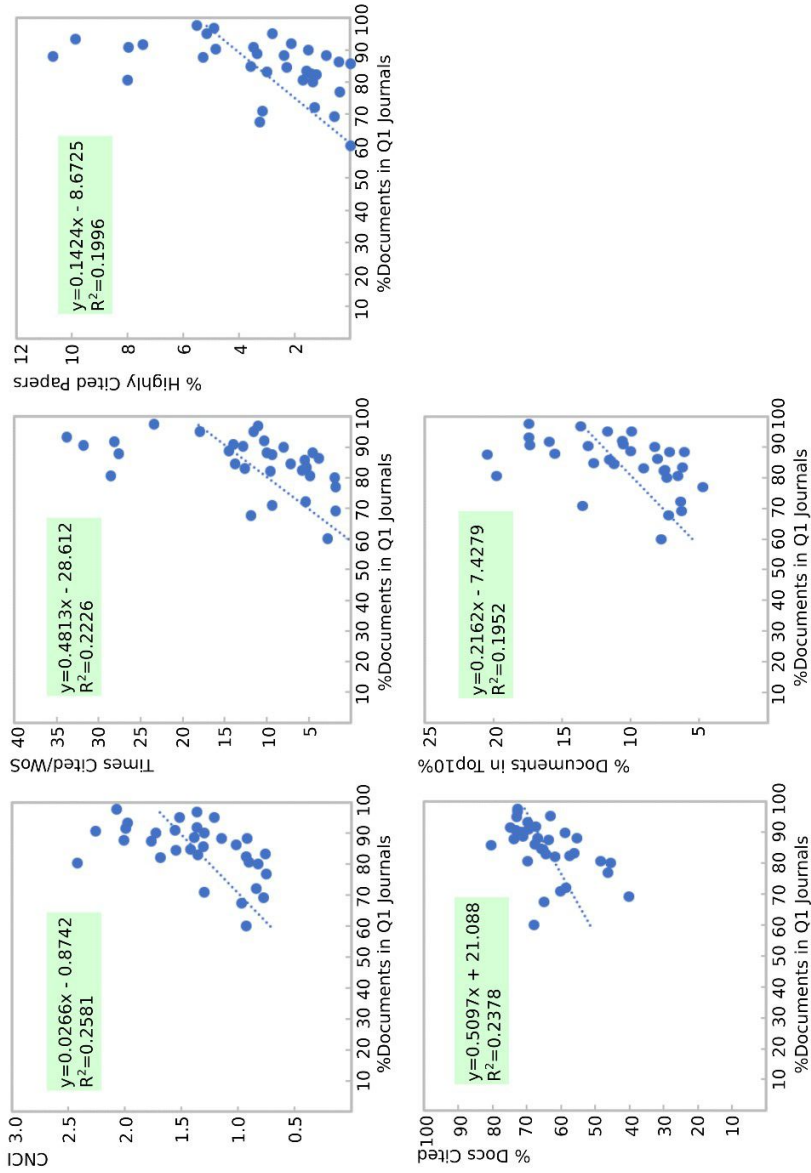 CNCI
3.0
2.5
2.0
1.5
1.0
0.5
y=0.0266x - 0.8742
R²=0.2581
10 20 30 40 50 60 70 80 90 100
%Documents in Q1 Journals
Times Cited/WoS
40
35
30
25
20
15
10
5
y=0.4813x - 28.612
R²=0.2226
10 20 30 40 50 60 70 80 90 100
%Documents in Q1 Journals
% Highly Cited Papers
12
10
8
6
4
2
y=0.1424x - 8.6725
R²=0.1996
10 20 30 40 50 60 70 80 90 100
%Documents in Q1 Journals
% Docs Cited
100
90
80
70
60
50
40
30
20
10
y=0.5097x + 21.088
R²=0.2378
10 20 30 40 50 60 70 80 90 100
%Documents in Q1 Journals
% Documents in Top10%
25
20
15
10
5
y=0.2162x - 7.4279
R²=0.1952
10 20 30 40 50 60 70 80 90 100
%Documents in Q1 Journals